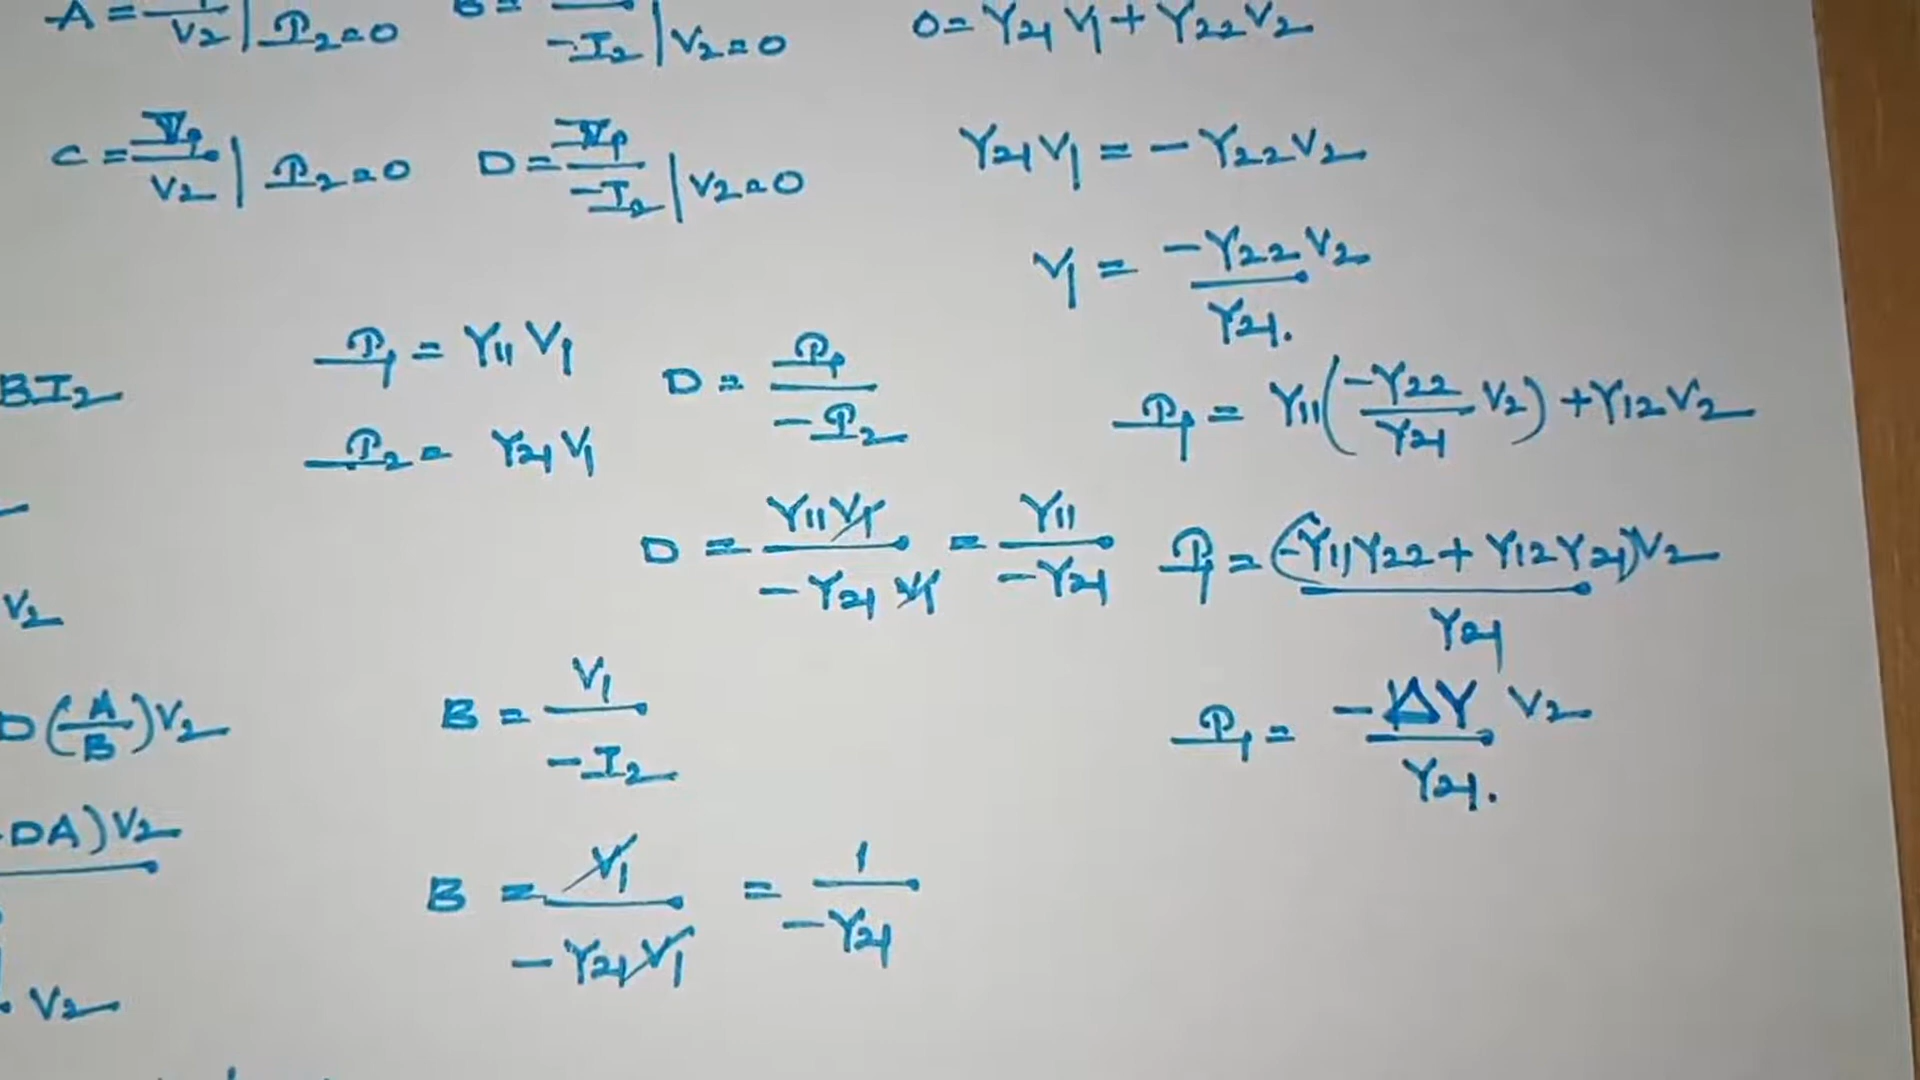 A = / V2 | I2=0   B = / -I2 | V2=0
C = I1 / V2 | I2=0   D = I1 / -I2 | V2=0
BI2
V2
D(A/B)V2
DA)V2
. V2
I1 = Y11 V1
I2 = Y21 V1
D = I1 / -I2
D = Y11 V1 / -Y21 V1 = Y11 / -Y21
B = V1 / -I2
B = V1 / -Y21 V1 = 1 / -Y21
0 = Y21 V1 + Y22 V2
Y21 V1 = - Y22 V2
V1 = -Y22 V2 / Y21.
I1 = Y11 (-Y22 / Y21 V2) + Y12 V2
I1 = (-Y11 Y22 + Y12 Y21) V2 / Y21
I1 = -ΔY / Y21. V2